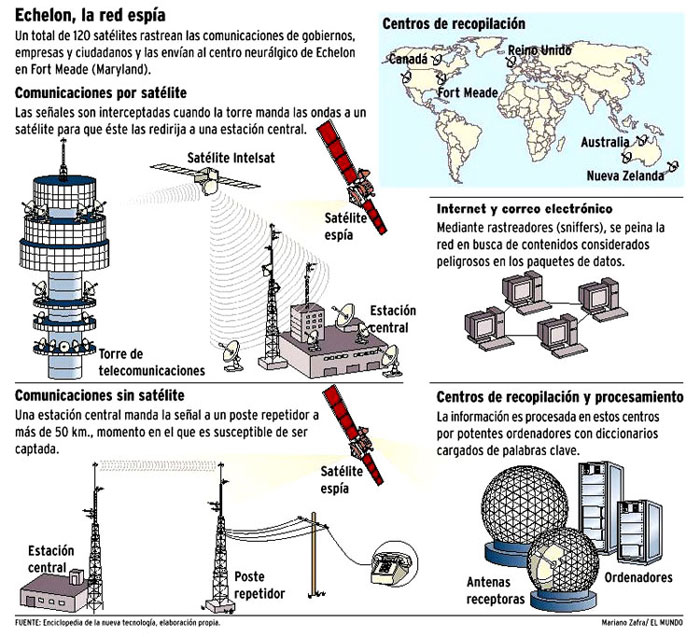 Echelon, la red espía
Un total de 120 satélites rastrean las comunicaciones de gobiernos,
empresas y ciudadanos y las envían al centro neurálgico de Echelon
en Fort Meade (Maryland).
Comunicaciones por satélite
Las señales son interceptadas cuando la torre manda las ondas a un
satélite para que éste las redirija a una estación central.
Satélite Intelsat
Satélite
espía
Estación
central
Torre de
telecomunicaciones
Centros de recopilación
Canadá
Reino Unido
Fort Meade
Australia
Nueva Zelanda
Internet y correo electrónico
Mediante rastreadores (sniffers), se peina la
red en busca de contenidos considerados
peligrosos en los paquetes de datos.
Comunicaciones sin satélite
Una estación central manda la señal a un poste repetidor a
más de 50 km., momento en el que es susceptible de ser
captada.
Satélite
espía
Estación
central
Poste
repetidor
Centros de recopilación y procesamiento
La información es procesada en estos centros
por potentes ordenadores con diccionarios
cargados de palabras clave.
Antenas
receptoras
Ordenadores
FUENTE: Enciclopedia de la nueva tecnología, elaboración propia.
Mariano Zafra/ EL MUNDO